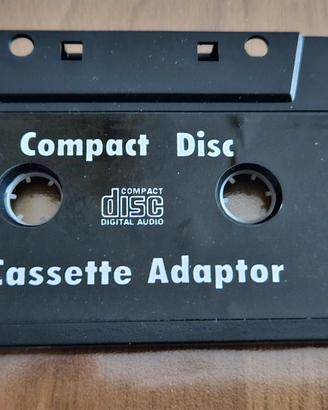 Compact Disc
COMPACT
disc
DIGITAL AUDIO
Cassette Adaptor